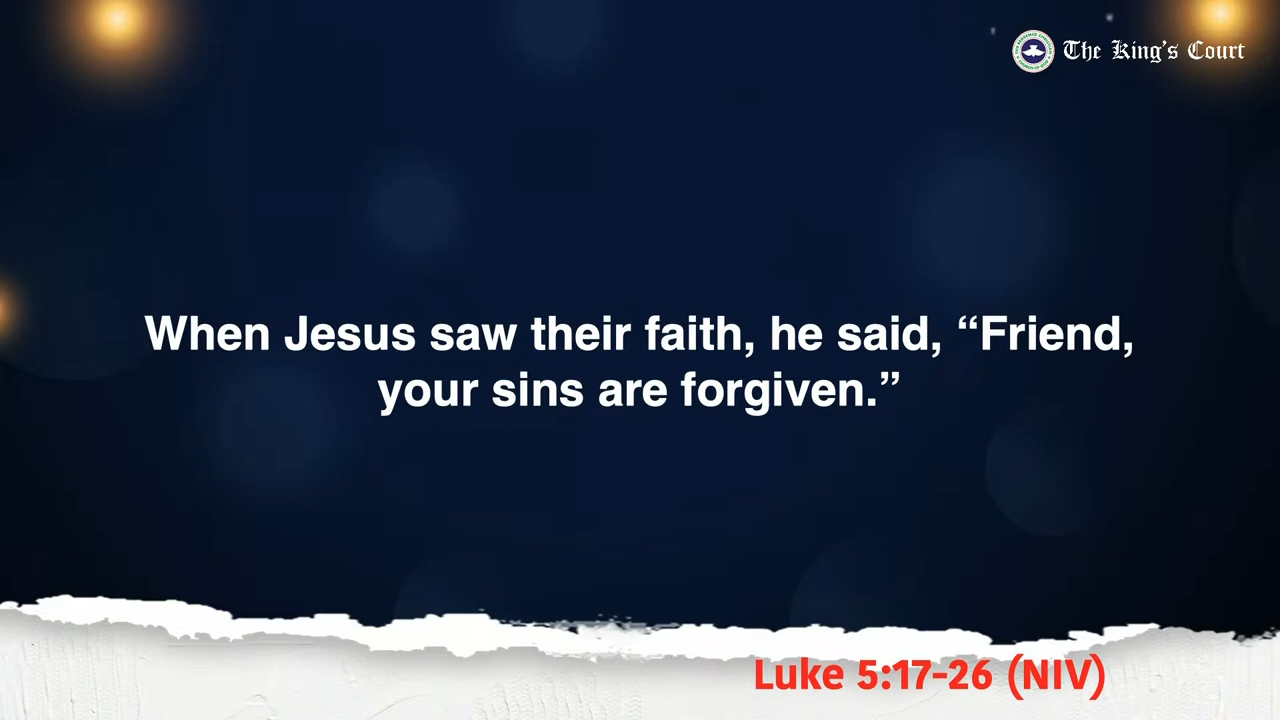 The King's Court
When Jesus saw their faith, he said, “Friend,
your sins are forgiven.”
Luke 5:17-26 (NIV)